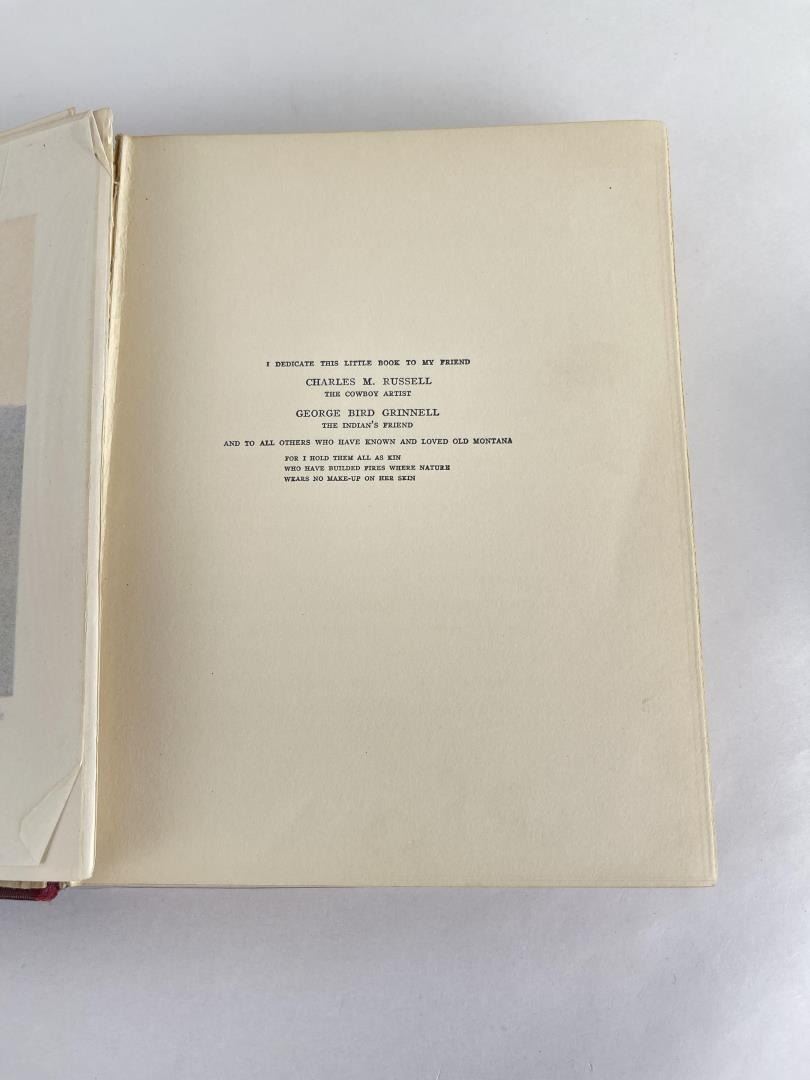 I DEDICATE THIS LITTLE BOOK TO MY FRIEND
CHARLES M. RUSSELL
THE COWBOY ARTIST
GEORGE BIRD GRINNELL
THE INDIAN'S FRIEND
AND TO ALL OTHERS WHO HAVE KNOWN AND LOVED OLD MONTANA
FOR I HOLD THEM ALL AS KIN
WHO HAVE BUILDED FIRES WHERE NATURE
WEARS NO MAKE-UP ON HER SKIN